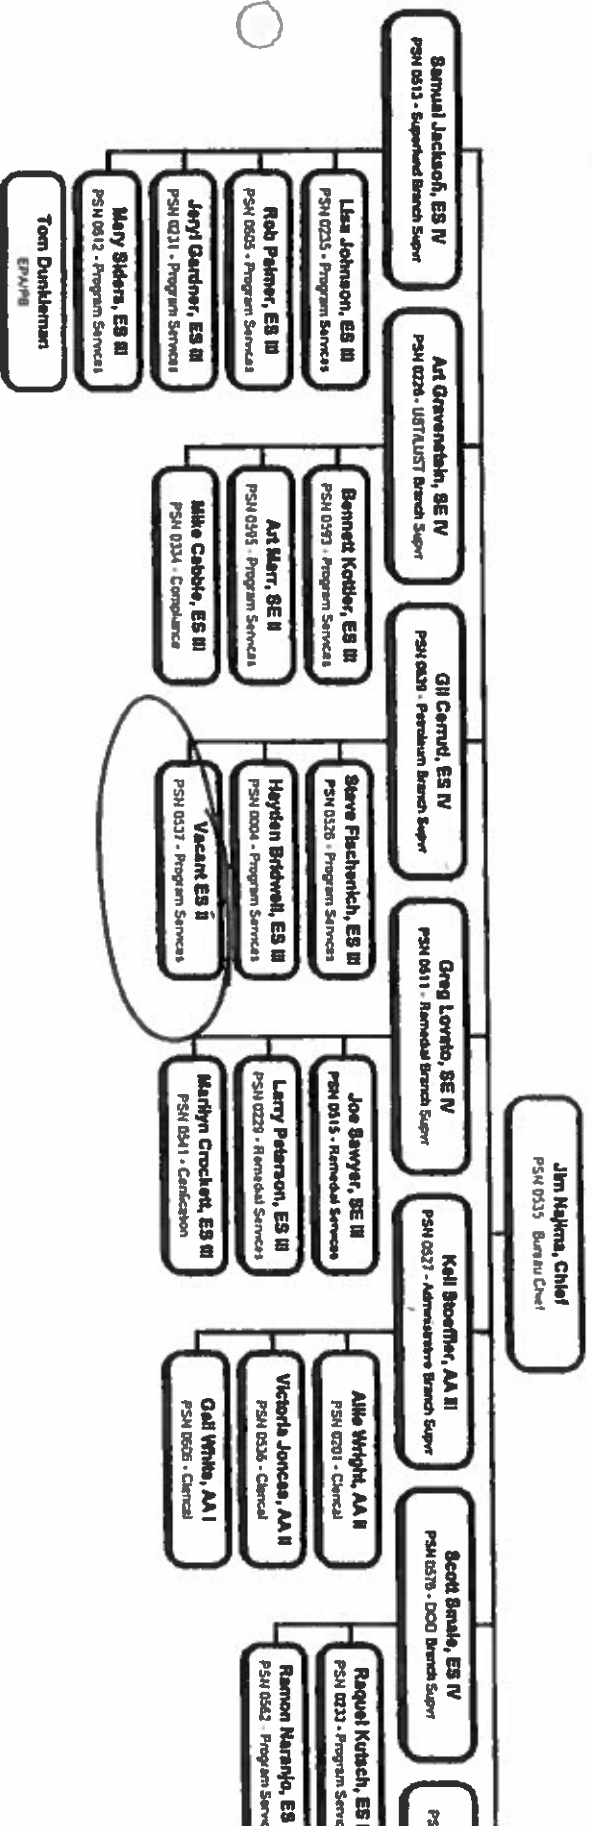 Jim Najima, Chief
PSN 0535 Bureau Chief
Samuel Jackson, ES IV
PSN 0513 - Superfund Branch Supvr
Lisa Johnson, ES III
PSN 0235 - Program Services
Rob Palmer, ES III
PSN 0605 - Program Services
Jeryl Gardner, ES III
PSN 0231 - Program Services
Mary Siders, ES III
PSN 0612 - Program Services
Tom Dunkleman
Art Gravenstein, SE IV
PSN 0226 - UST/LUST Branch Supvr
Bennett Kottler, ES III
PSN 0593 - Program Services
Art Marr, SE II
PSN 0595 - Program Services
Mike Cabble, ES III
PSN 0334 - Compliance
Gil Cerruti, ES IV
PSN 0639 - Petroleum Branch Supvr
Steve Fischenich, ES III
PSN 0526 - Program Services
Hayden Bridwell, ES III
PSN 0004 - Program Services
Vacant ES II
PSN 0537 - Program Services
Greg Lovato, SE IV
PSN 0611 - Remedial Branch Supvr
Joe Sawyer, SE III
PSN 0515 - Remedial Services
Larry Peterson, ES III
PSN 0229 - Remedial Services
Marilyn Crockett, ES III
PSN 0541 - Certification
Kell Stoeffler, AA III
PSN 0527 - Administrative Branch Supvr
Allie Wright, AA II
PSN 0201 - Clerical
Victoria Joncas, AA II
PSN 0536 - Clerical
Gail White, AA I
PSN 0606 - Clerical
Scott Smale, ES IV
PSN 0578 - DOD Branch Supvr
Raquel Kutsch, ES
PSN 0233 - Program Servic
Ramon Naranjo, ES
PSN 0562 - Program Servic
PS